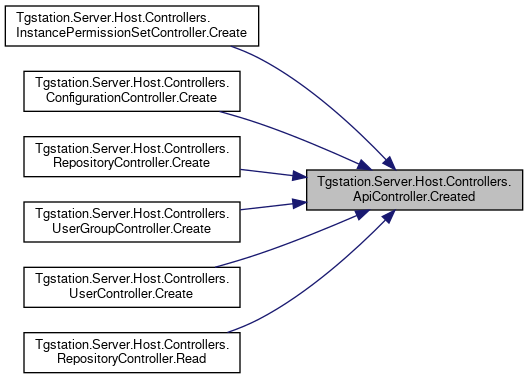 Tgstation.Server.Host.Controllers.
InstancePermissionSetController.Create
Tgstation.Server.Host.Controllers.
ConfigurationController.Create
Tgstation.Server.Host.Controllers.
RepositoryController.Create
Tgstation.Server.Host.Controllers.
ApiController.Created
Tgstation.Server.Host.Controllers.
UserGroupController.Create
Tgstation.Server.Host.Controllers.
UserController.Create
Tgstation.Server.Host.Controllers.
RepositoryController.Read